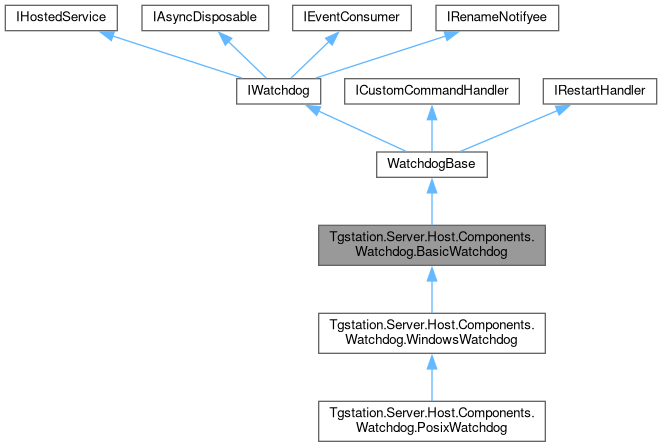 IHostedService
IAsyncDisposable
IEventConsumer
IRenameNotifyee
IWatchdog
ICustomCommandHandler
IRestartHandler
WatchdogBase
Tgstation.Server.Host.Components.
Watchdog.BasicWatchdog
Tgstation.Server.Host.Components.
Watchdog.WindowsWatchdog
Tgstation.Server.Host.Components.
Watchdog.PosixWatchdog